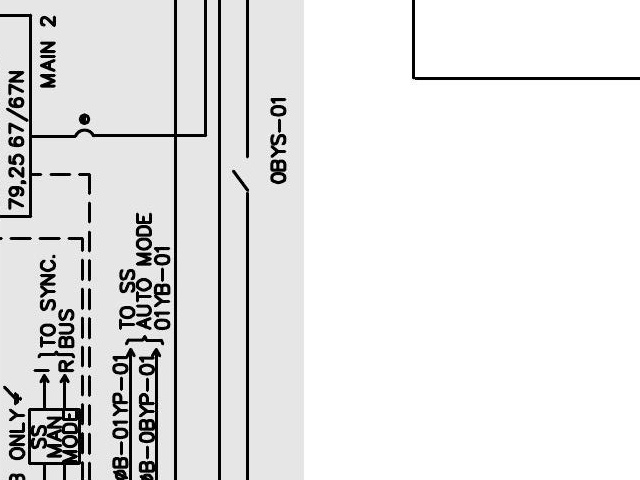 79,25 67/67N
MAIN 2
0BYS-01
TO SYNC.
BUS
I
R
TO SS
AUTO MODE
01YB-01
ØB-01YP-01
ØB-0BYP-01
B ONLY
SS
MAN
MODE